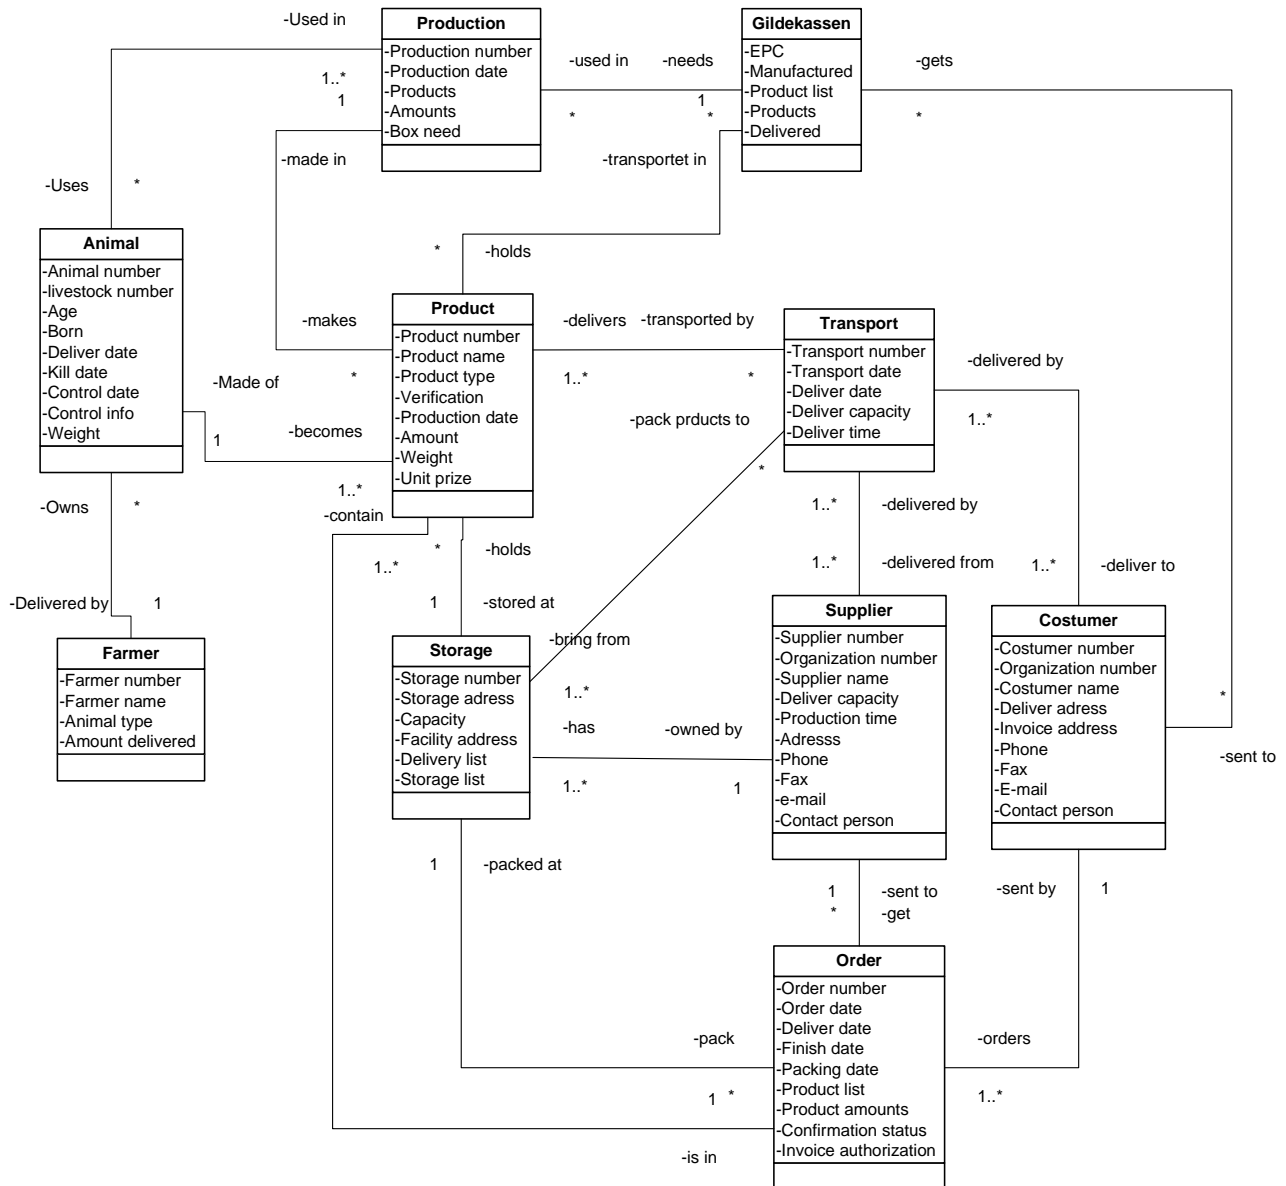 -Used in
Production
Gildekassen
-Production number
-Production date
-Products
-Amounts
-Box need
-EPC
-Manufactured
-Product list
-Products
-Delivered
-used in
-needs
-gets
1..*
1
*
1
*
*
-made in
-transportet in
-Uses
*
Animal
-Animal number
-livestock number
-Age
-Born
-Deliver date
-Kill date
-Control date
-Control info
-Weight
*
-holds
Product
-Product number
-Product name
-Product type
-Verification
-Production date
-Amount
-Weight
-Unit prize
-makes
*
-delivers
-transported by
1..*
*
Transport
-Transport number
-Transport date
-Deliver date
-Deliver capacity
-Deliver time
-delivered by
1..*
-Made of
1
-becomes
1..*
-pack prducts to
*
-Owns
*
-contain
1..*
*
-holds
1..*
-delivered by
1..*
-delivered from
1..*
-deliver to
-Delivered by
1
1
-stored at
Farmer
-Farmer number
-Farmer name
-Animal type
-Amount delivered
Storage
-Storage number
-Storage adress
-Capacity
-Facility address
-Delivery list
-Storage list
-bring from
1..*
-has
-owned by
1..*
1
Supplier
-Supplier number
-Organization number
-Supplier name
-Deliver capacity
-Production time
-Adresss
-Phone
-Fax
-e-mail
-Contact person
Costumer
-Costumer number
-Organization number
-Costumer name
-Deliver adress
-Invoice address
-Phone
-Fax
-E-mail
-Contact person
*
-sent to
1
-packed at
1
-sent to
*
-get
-sent by
1
Order
-Order number
-Order date
-Deliver date
-Finish date
-Packing date
-Product list
-Product amounts
-Confirmation status
-Invoice authorization
-pack
1
*
-orders
1..*
-is in